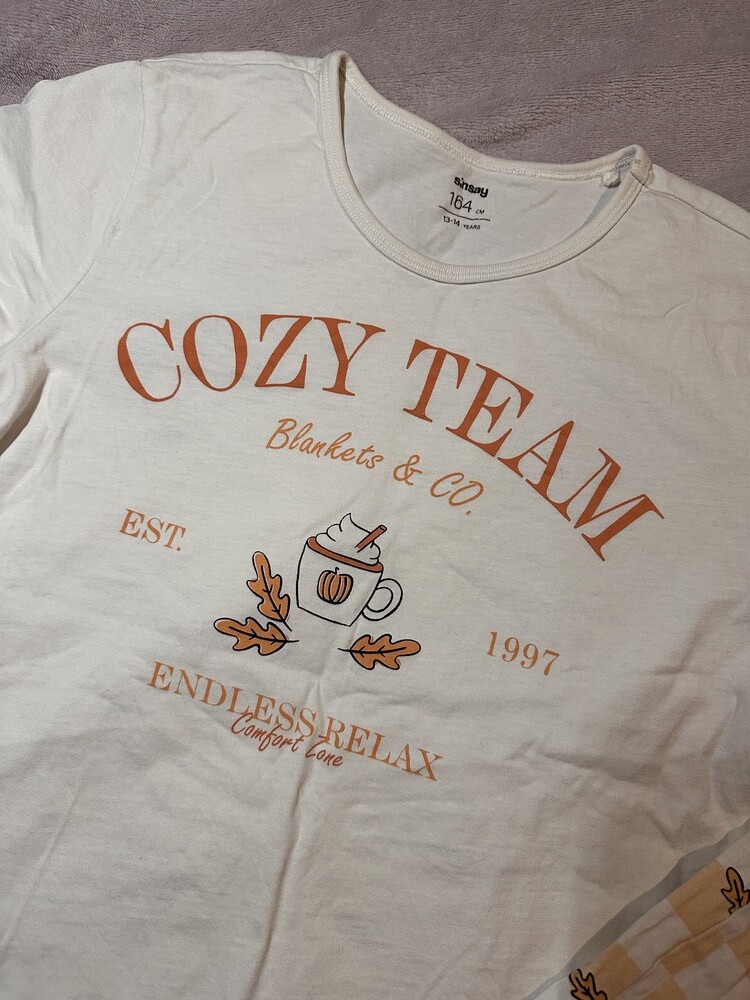 sinsay
164 CM
13-14 YEARS
COZY TEAM
Blankets & CO.
EST.
1997
ENDLESS RELAX
Comfort Zone